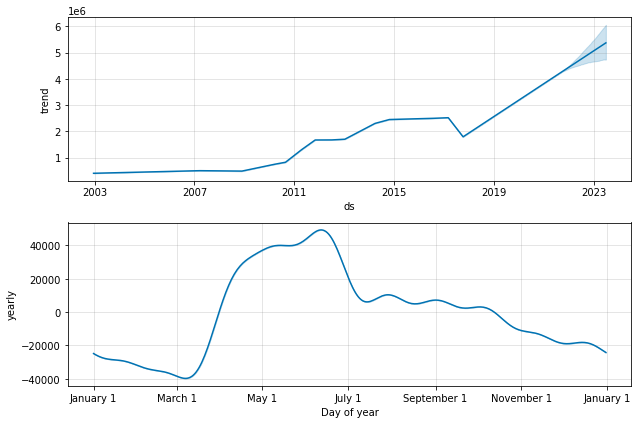 1e6
6
5
4
3
2
1
trend
2003 2007 2011 2015 2019 2023
ds
40000
20000
0
−20000
−40000
yearly
January 1 March 1 May 1 July 1 September 1 November 1 January 1
Day of year